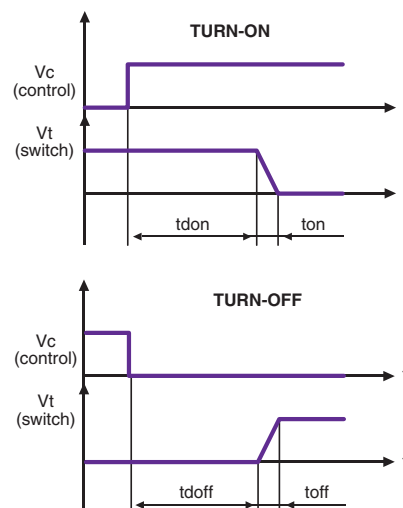 TURN-ON
Vc
(control)
Vt
(switch)
tdon
ton
TURN-OFF
Vc
(control)
Vt
(switch)
tdoff
toff